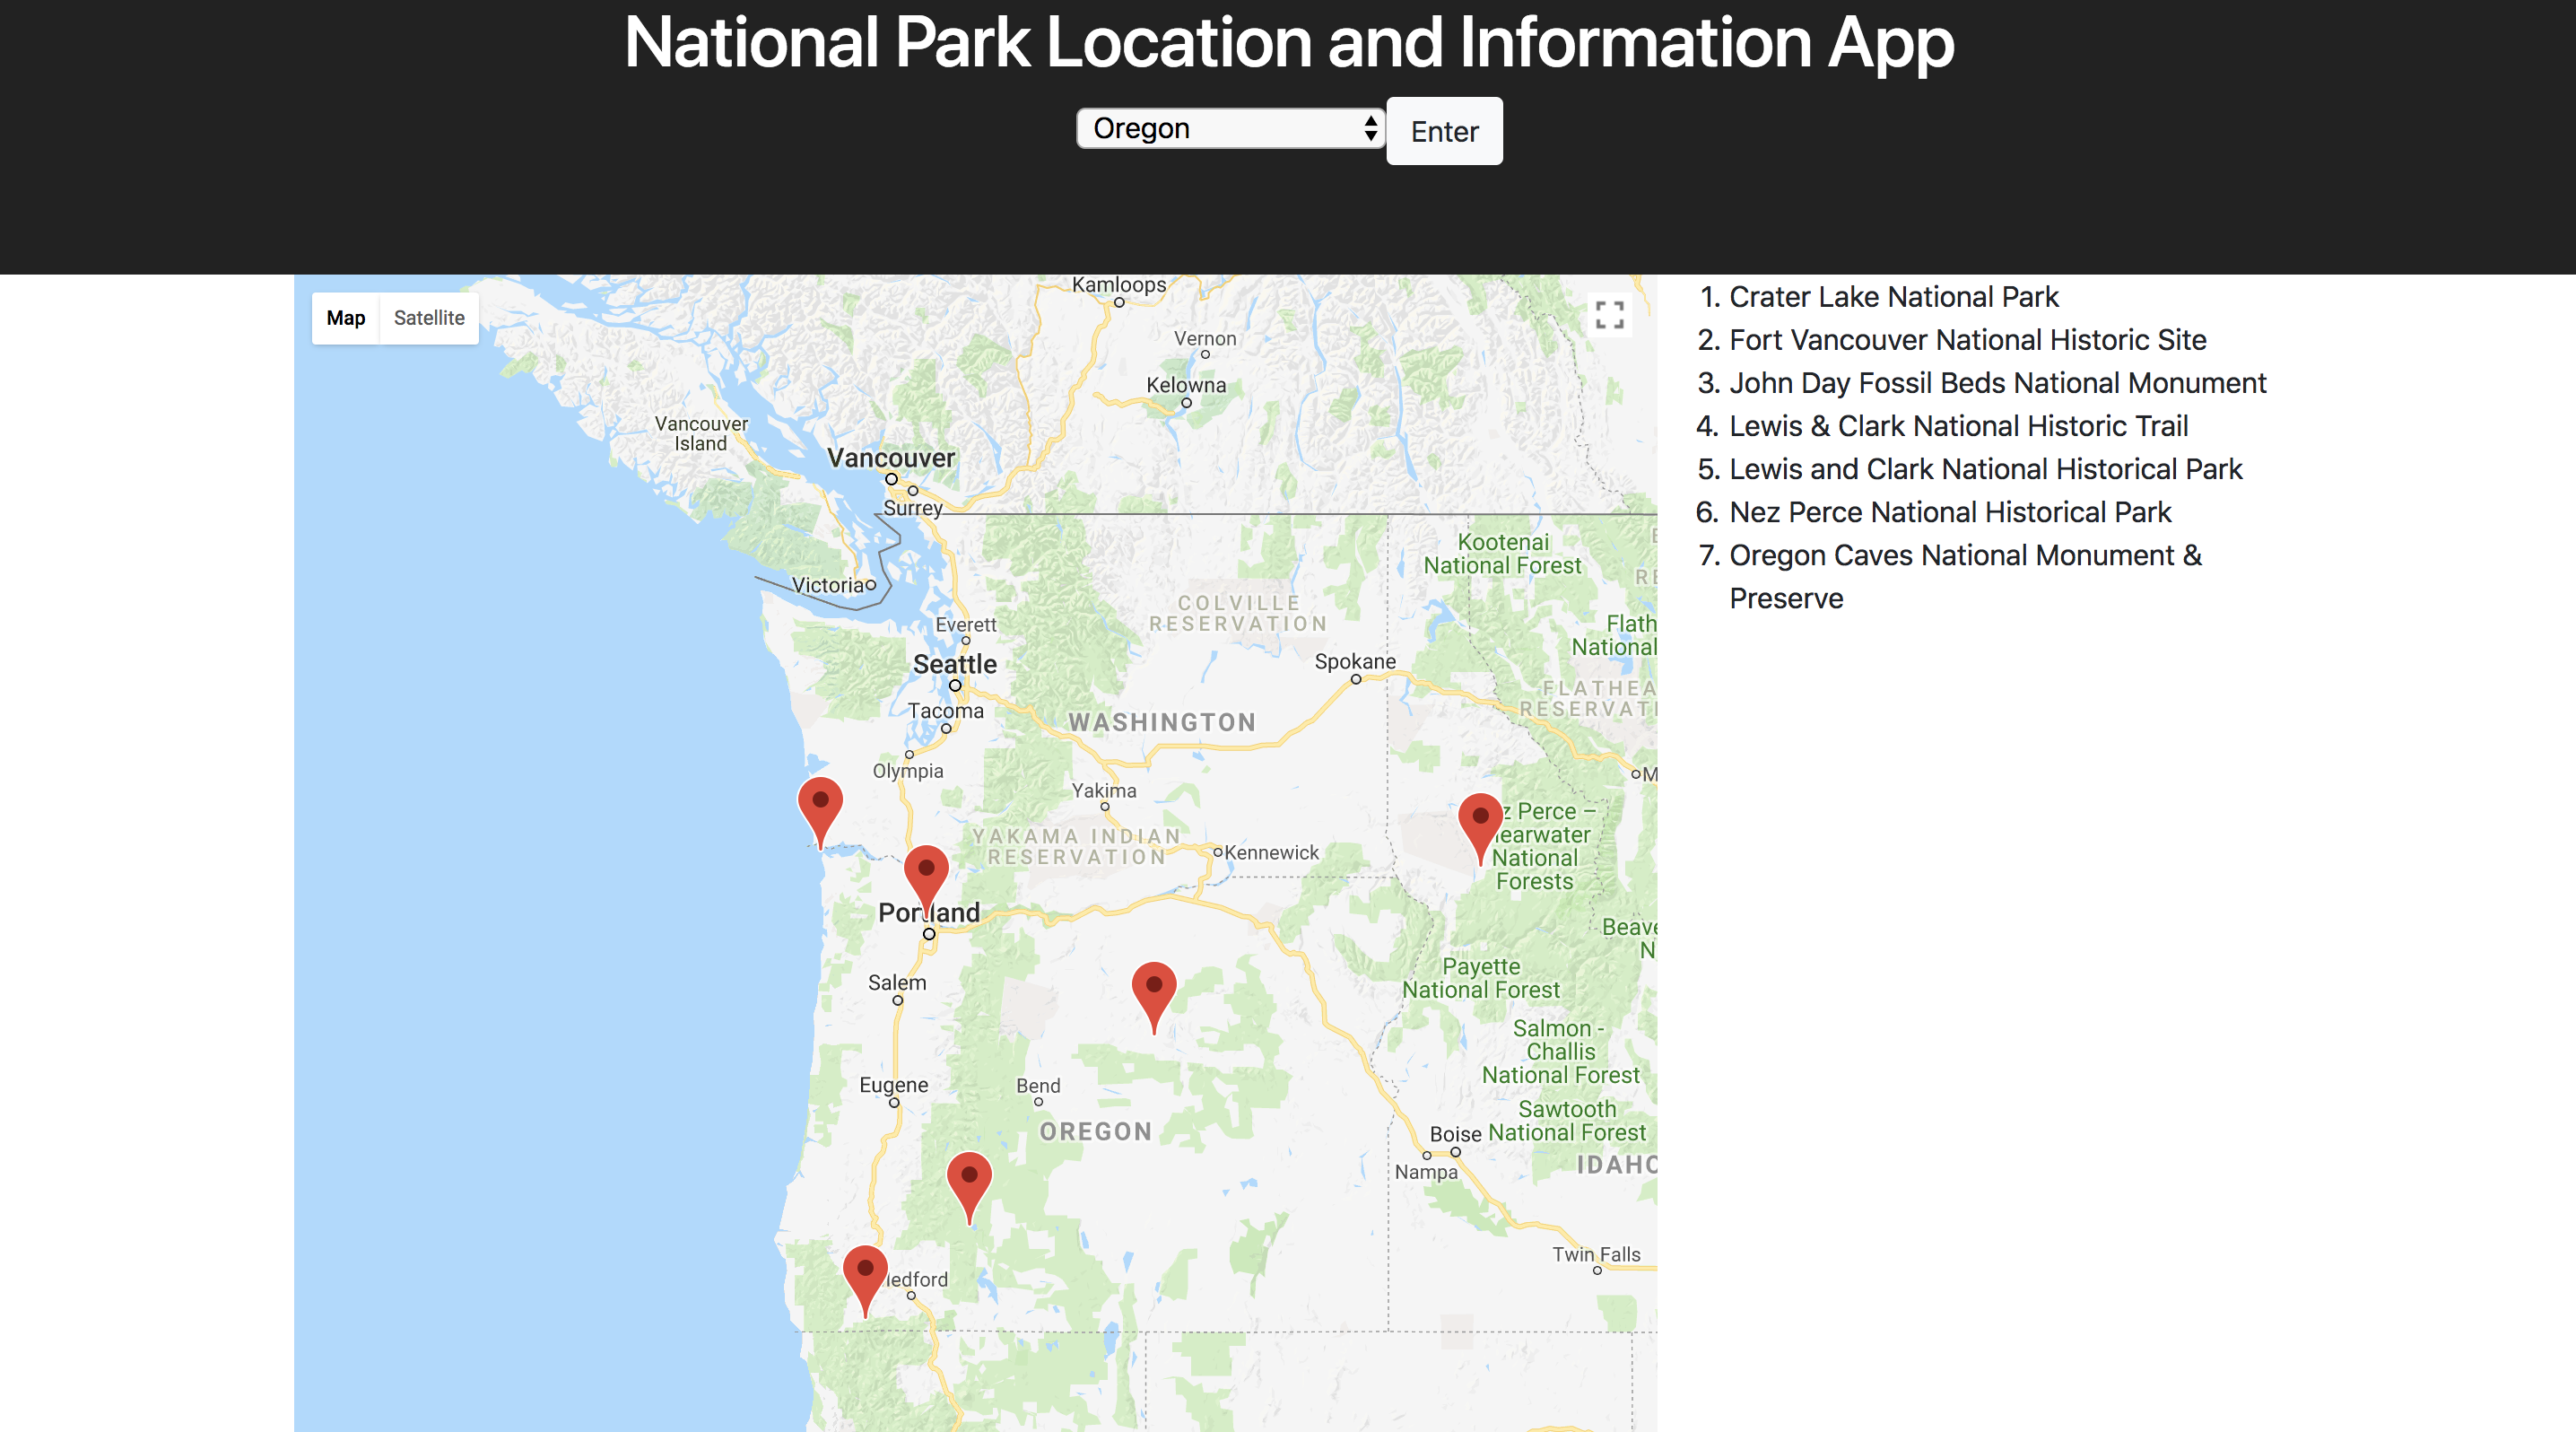 National Park Location and Information App
Oregon
Enter
Map
Satellite
Kamloops
Vernon
Kelowna
Vancouver
Island
Vancouver
Surrey
Kootenai
National Forest
Victoria
COLVILLE
RESERVATION
RE
Everett
Flath
National
Seattle
Spokane
FLATHEA
RESERVATI
Tacoma
WASHINGTON
Olympia
M
Yakima
z Perce –
earwater
National
Forests
YAKAMA INDIAN
RESERVATION
Kennewick
Portland
Beave
N
Payette
National Forest
Salem
Salmon -
Challis
National Forest
Eugene
Bend
Sawtooth
National Forest
OREGON
Boise
Nampa
IDAHO
Twin Falls
edford
1. Crater Lake National Park
2. Fort Vancouver National Historic Site
3. John Day Fossil Beds National Monument
4. Lewis & Clark National Historic Trail
5. Lewis and Clark National Historical Park
6. Nez Perce National Historical Park
7. Oregon Caves National Monument &
Preserve